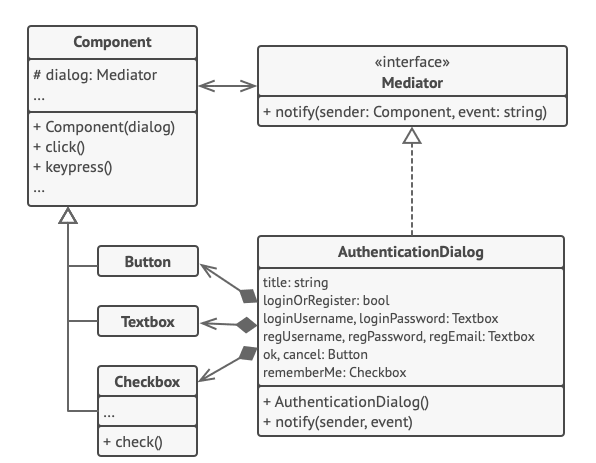 Component
# dialog: Mediator
...
+ Component(dialog)
+ click()
+ keypress()
...
«interface»
Mediator
+ notify(sender: Component, event: string)
Button
Textbox
Checkbox
...
+ check()
AuthenticationDialog
title: string
loginOrRegister: bool
loginUsername, loginPassword: Textbox
regUsername, regPassword, regEmail: Textbox
ok, cancel: Button
rememberMe: Checkbox
+ AuthenticationDialog()
+ notify(sender, event)